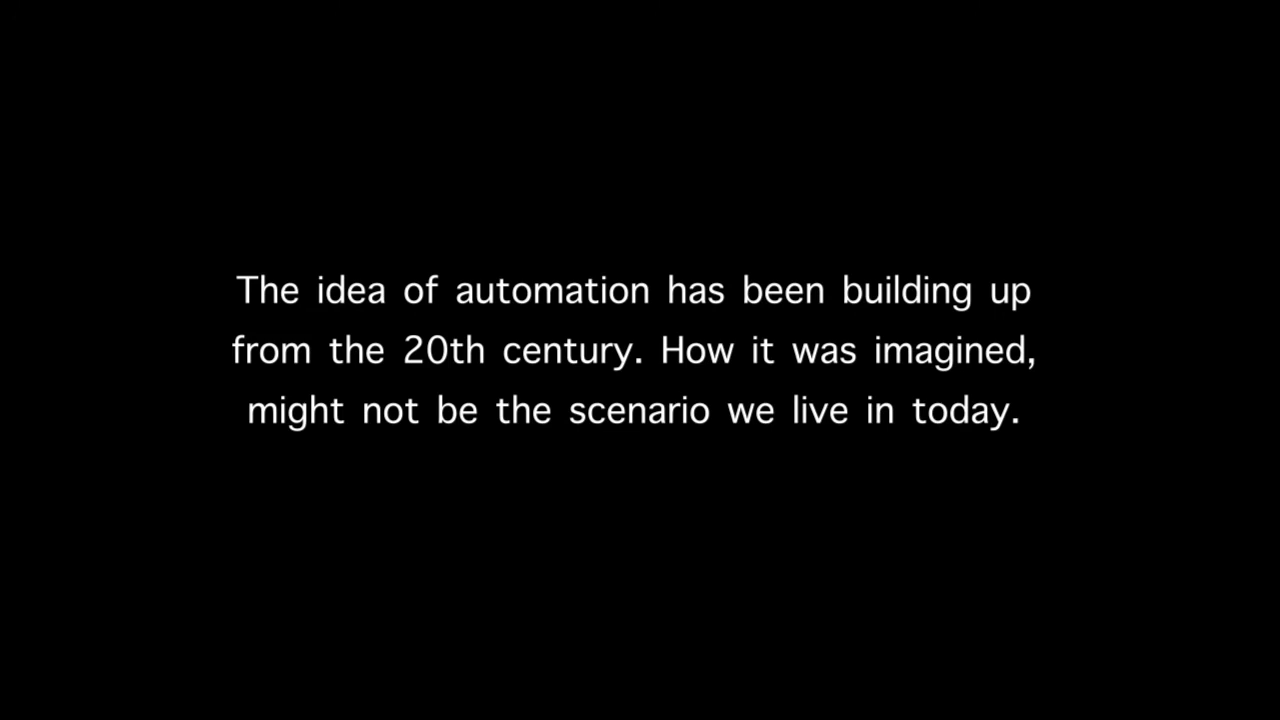 The idea of automation has been building up
from the 20th century. How it was imagined,
might not be the scenario we live in today.